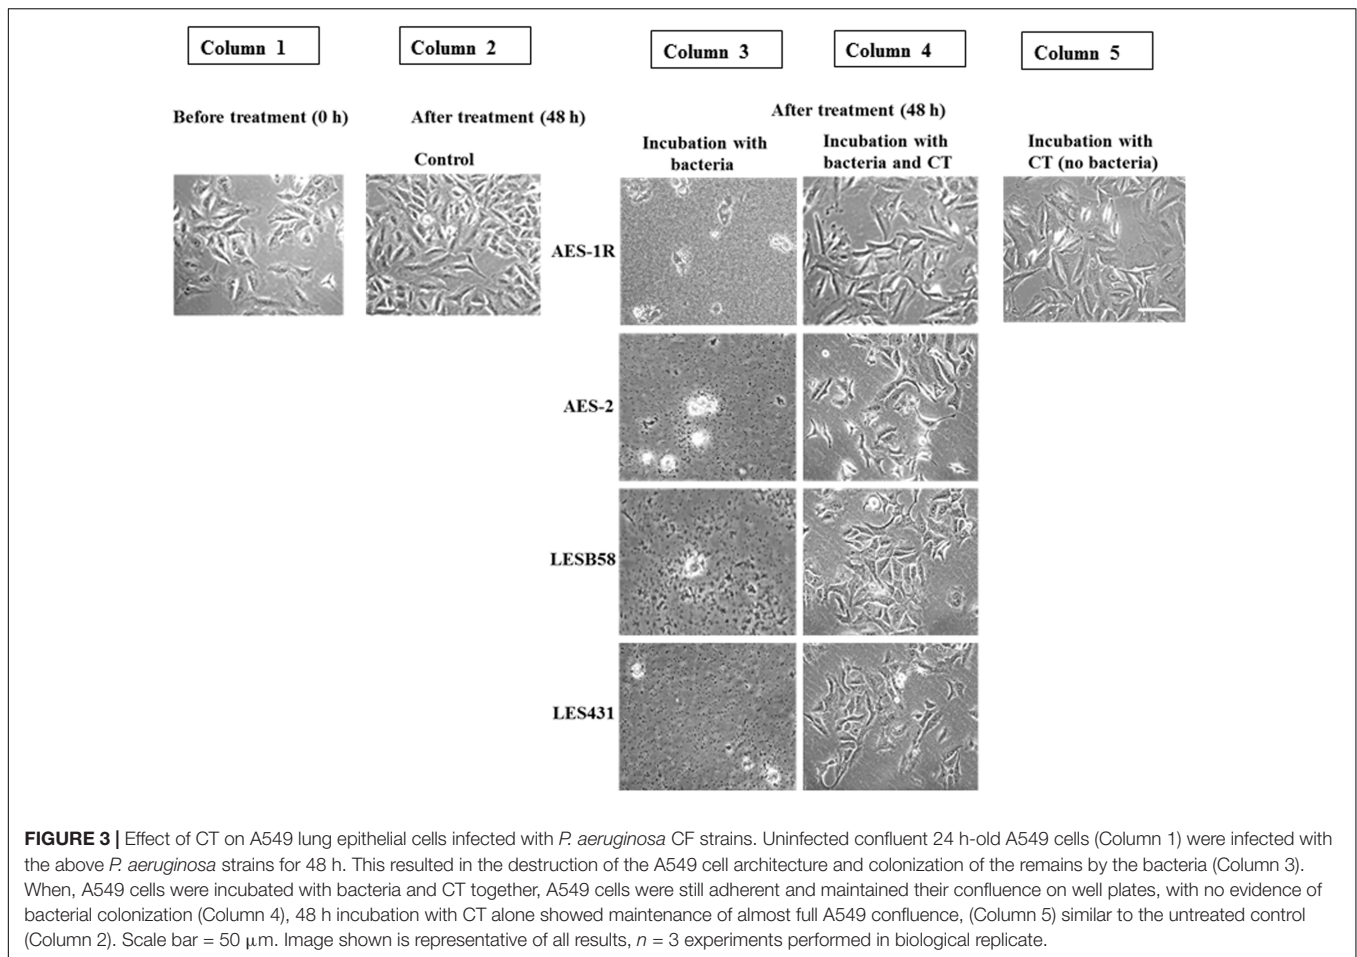 Column 1
Column 2
Column 3
Column 4
Column 5
Before treatment (0 h)
After treatment (48 h)
After treatment (48 h)
Control
Incubation with
bacteria
Incubation with
bacteria and CT
Incubation with
CT (no bacteria)
AES-1R
AES-2
LESB58
LES431
FIGURE 3 | Effect of CT on A549 lung epithelial cells infected with P. aeruginosa CF strains. Uninfected confluent 24 h-old A549 cells (Column 1) were infected with
the above P. aeruginosa strains for 48 h. This resulted in the destruction of the A549 cell architecture and colonization of the remains by the bacteria (Column 3).
When, A549 cells were incubated with bacteria and CT together, A549 cells were still adherent and maintained their confluence on well plates, with no evidence of
bacterial colonization (Column 4), 48 h incubation with CT alone showed maintenance of almost full A549 confluence, (Column 5) similar to the untreated control
(Column 2). Scale bar = 50 μm. Image shown is representative of all results, n = 3 experiments performed in biological replicate.